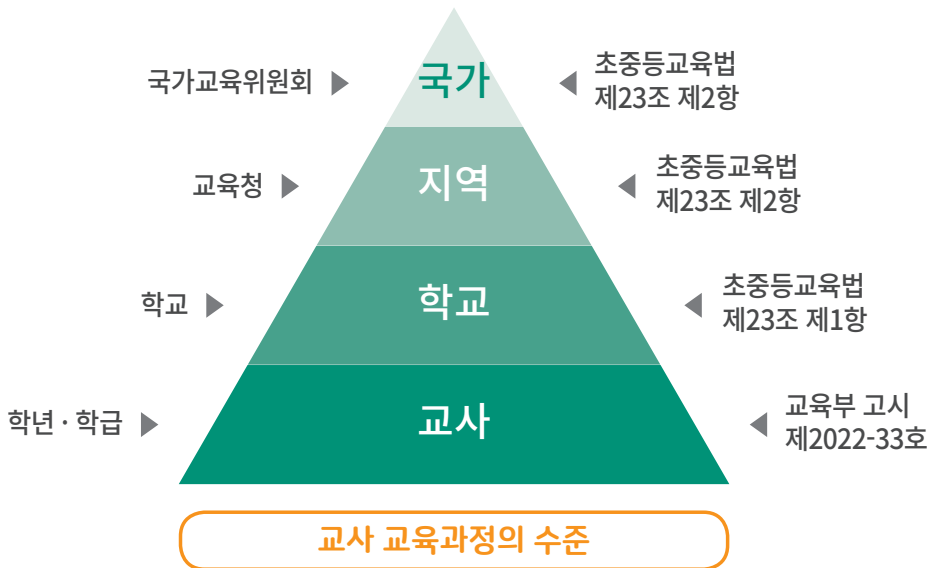 국가교육위원회
국가
초중등교육법
제23조 제2항
교육청
지역
초중등교육법
제23조 제2항
학교
학교
초중등교육법
제23조 제1항
학년 · 학급
교사
교육부 고시
제2022-33호
교사 교육과정의 수준